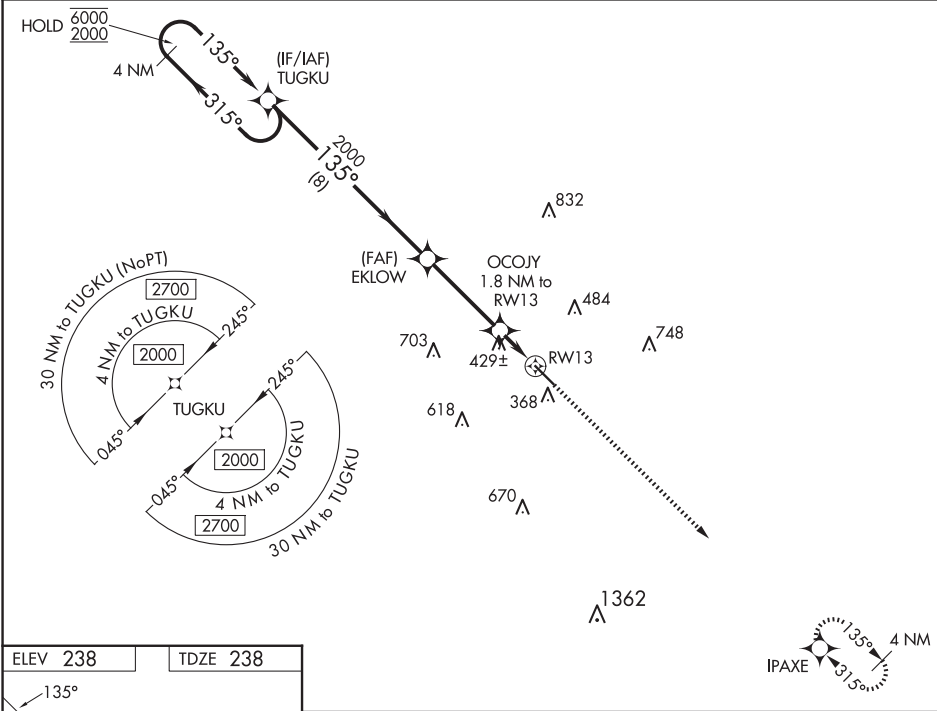 HOLD 6000
2000
4 NM
135°
315°
(IF/IAF)
TUGKU
2000
135°
(8)
832
(FAF)
EKLOW
OCOJY
1.8 NM to
RW13
484
748
703
429±
RW13
368
618
670
1362
30 NM to TUGKU (NoPT)
2700
4 NM to TUGKU
2000
245°
045°
TUGKU
245°
045°
2000
4 NM to TUGKU
2700
30 NM to TUGKU
IPAXE
135°
315°
4 NM
ELEV 238
TDZE 238
135°